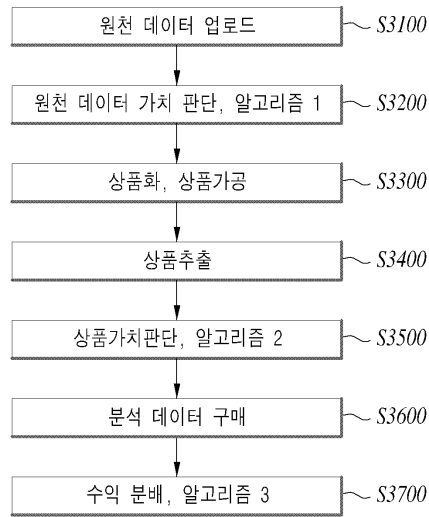 원천 데이터 업로드 S3100
원천 데이터 가치 판단, 알고리즘 1 S3200
상품화, 상품가공 S3300
상품추출 S3400
상품가치판단, 알고리즘 2 S3500
분석 데이터 구매 S3600
수익 분배, 알고리즘 3 S3700